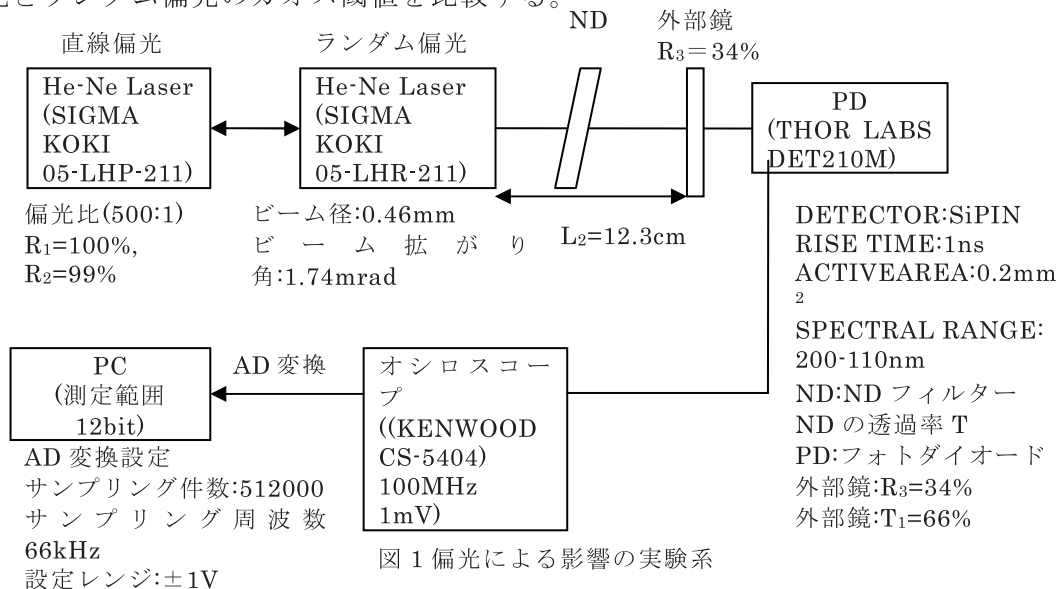 光とランダム偏光のカオス閾値を比較する。
ND
外部鏡
R₃＝34%
直線偏光
ランダム偏光
He-Ne Laser
(SIGMA
KOKI
05-LHP-211)
He-Ne Laser
(SIGMA
KOKI
05-LHR-211)
PD
(THOR LABS
DET210M)
偏光比(500:1)
R₁=100%,
R₂=99%
ビーム径:0.46mm
ビーム拡がり
角:1.74mrad
L₂=12.3cm
DETECTOR:SiPIN
RISE TIME:1ns
ACTIVEAREA:0.2mm
2
SPECTRAL RANGE:
200-110nm
ND:ND フィルター
ND の透過率 T
PD:フォトダイオード
外部鏡:R₃=34%
外部鏡:T₁=66%
PC
(測定範囲
12bit)
AD 変換
オシロスコー
プ
((KENWOOD
CS-5404)
100MHz
1mV)
AD 変換設定
サンプリング件数:512000
サンプリング周波数
66kHz
設定レンジ:±1V
図 1 偏光による影響の実験系